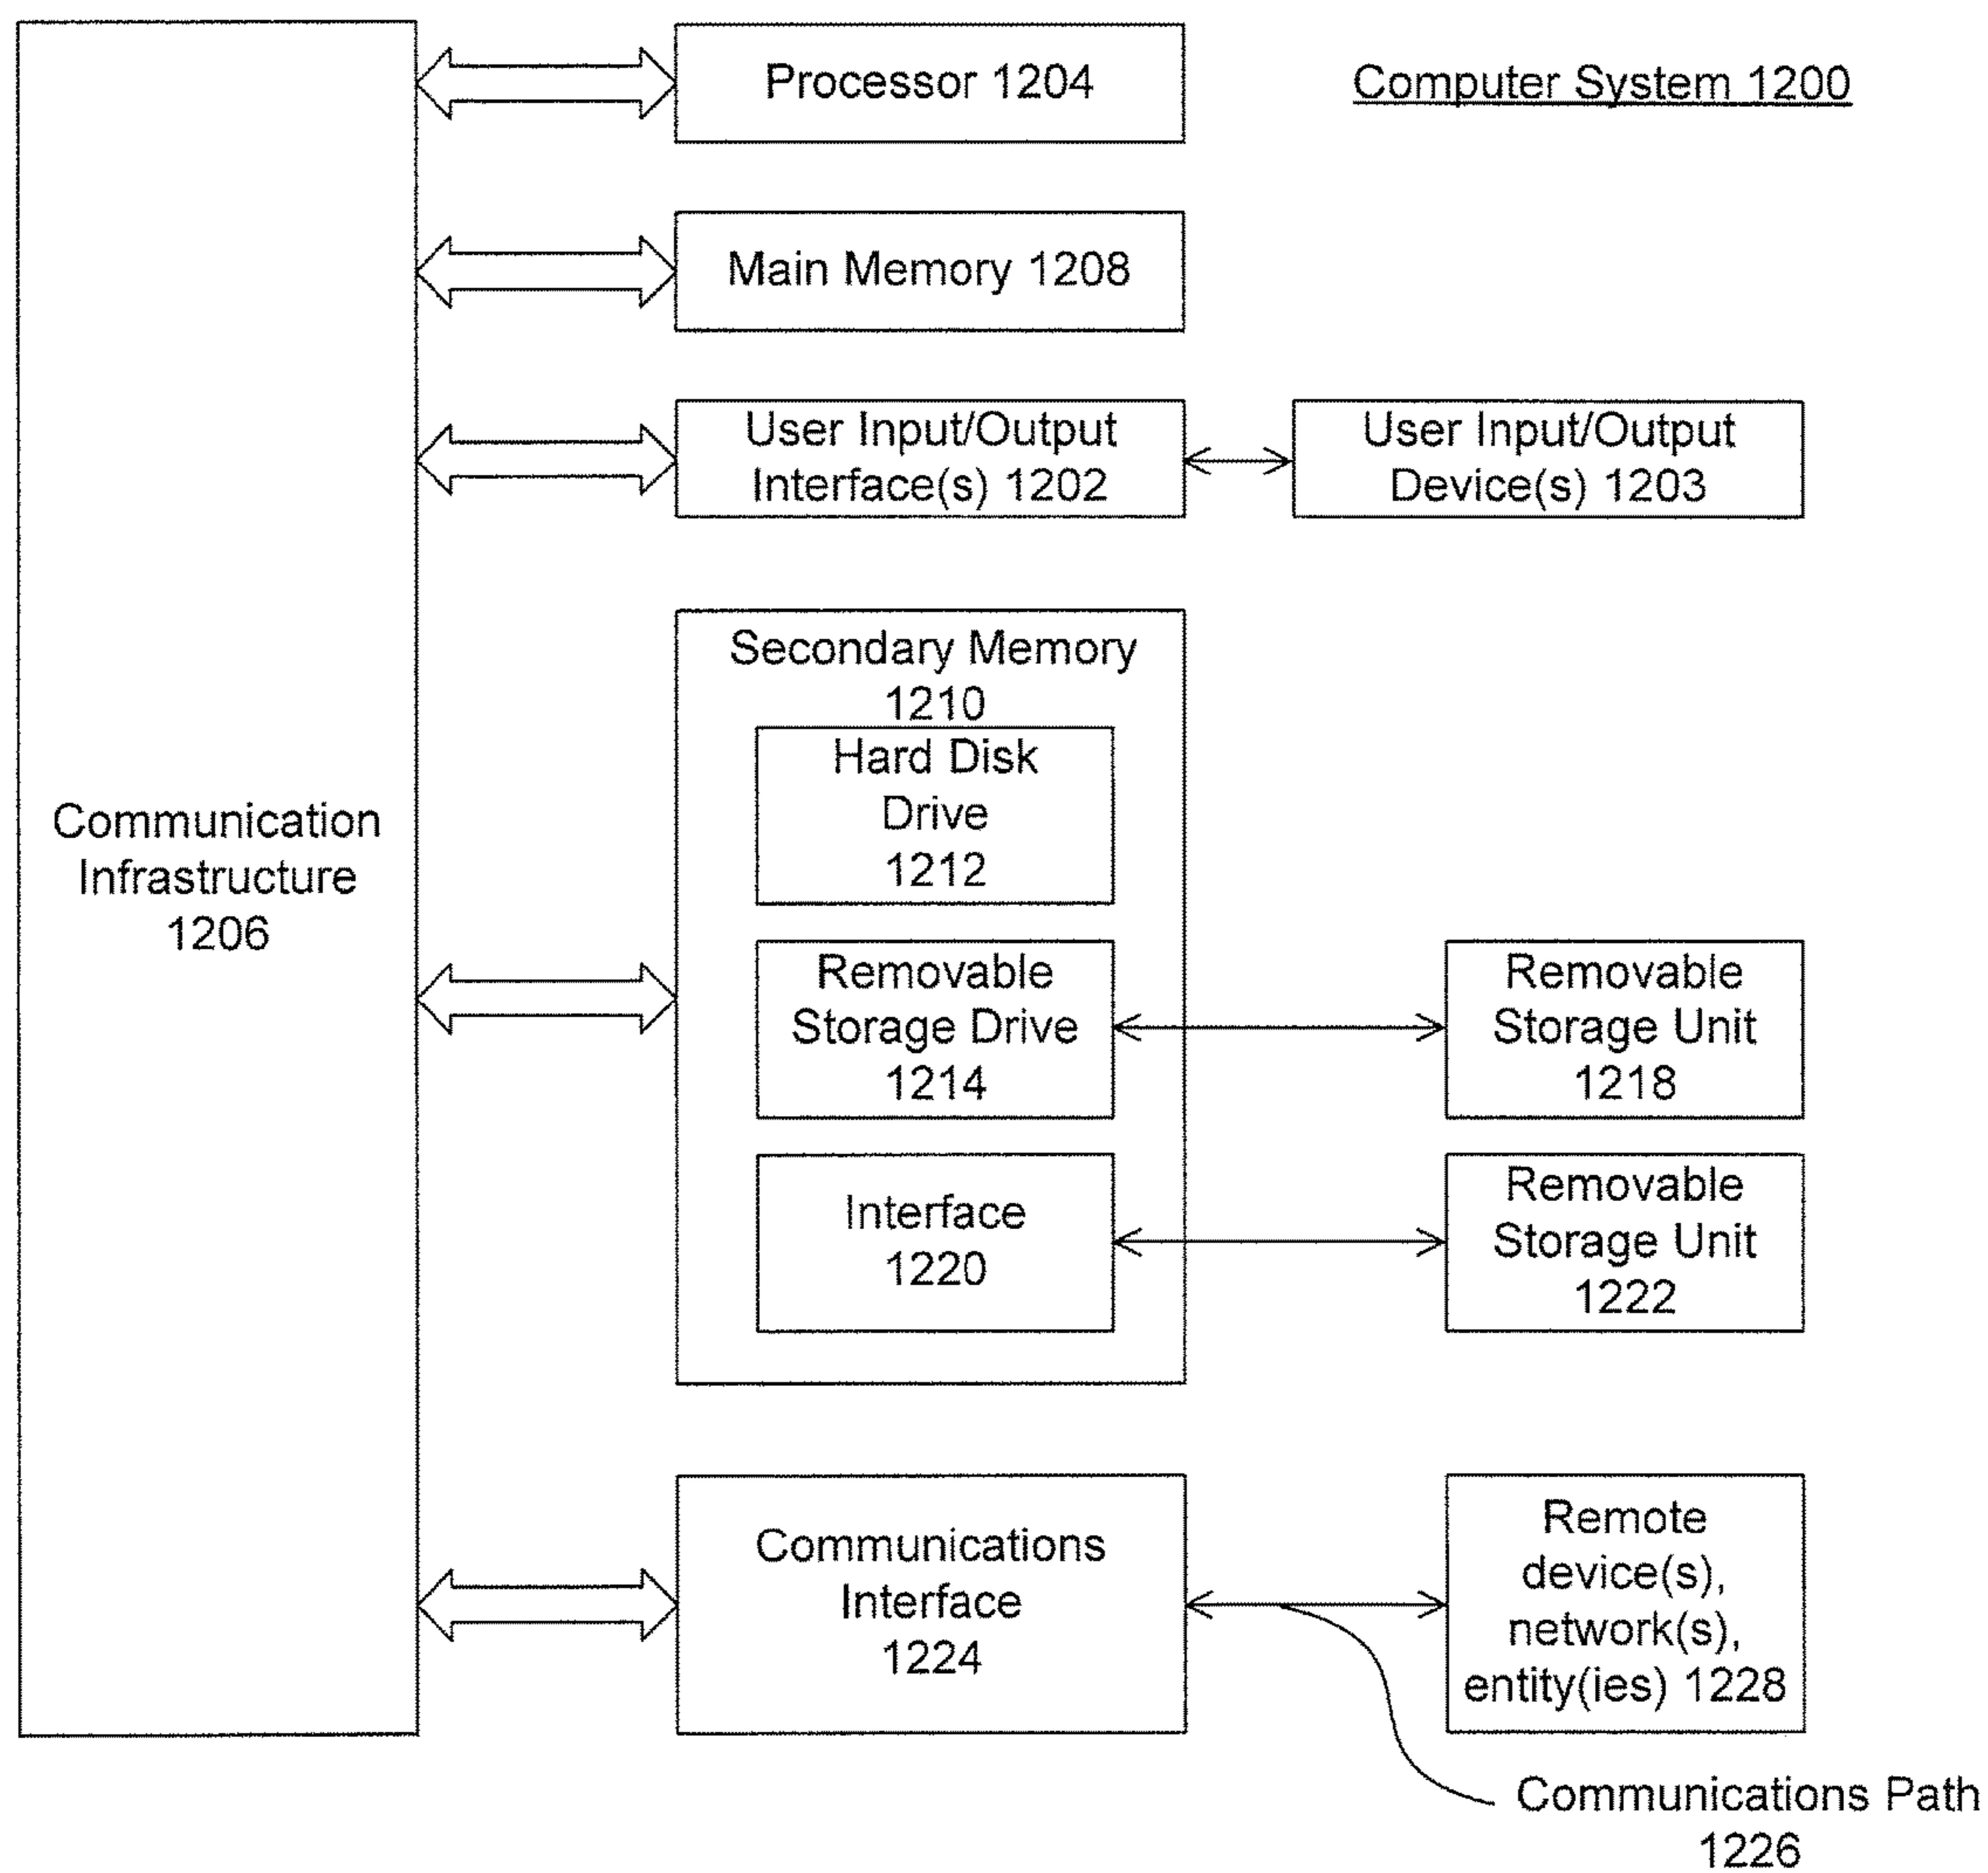 Processor 1204
Computer System 1200
Main Memory 1208
User Input/Output
Interface(s) 1202
User Input/Output
Device(s) 1203
Secondary Memory
1210
Hard Disk
Drive
1212
Communication
Infrastructure
1206
Removable
Storage Drive
1214
Removable
Storage Unit
1218
Interface
1220
Removable
Storage Unit
1222
Communications
Interface
1224
Remote
device(s),
network(s),
entity(ies) 1228
Communications Path
1226